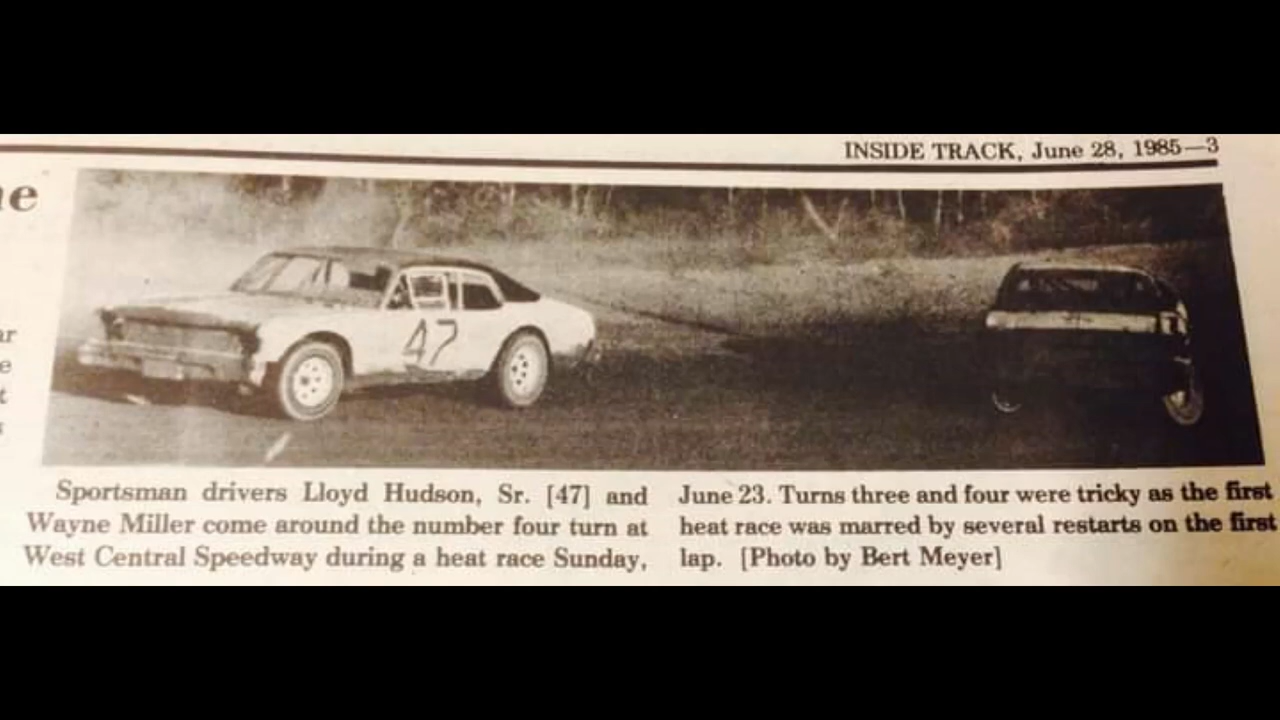 INSIDE TRACK, June 28, 1985—3
47
Sportsman drivers Lloyd Hudson, Sr. [47] and
Wayne Miller come around the number four turn at
West Central Speedway during a heat race Sunday,
June 23. Turns three and four were tricky as the first
heat race was marred by several restarts on the first
lap. [Photo by Bert Meyer]